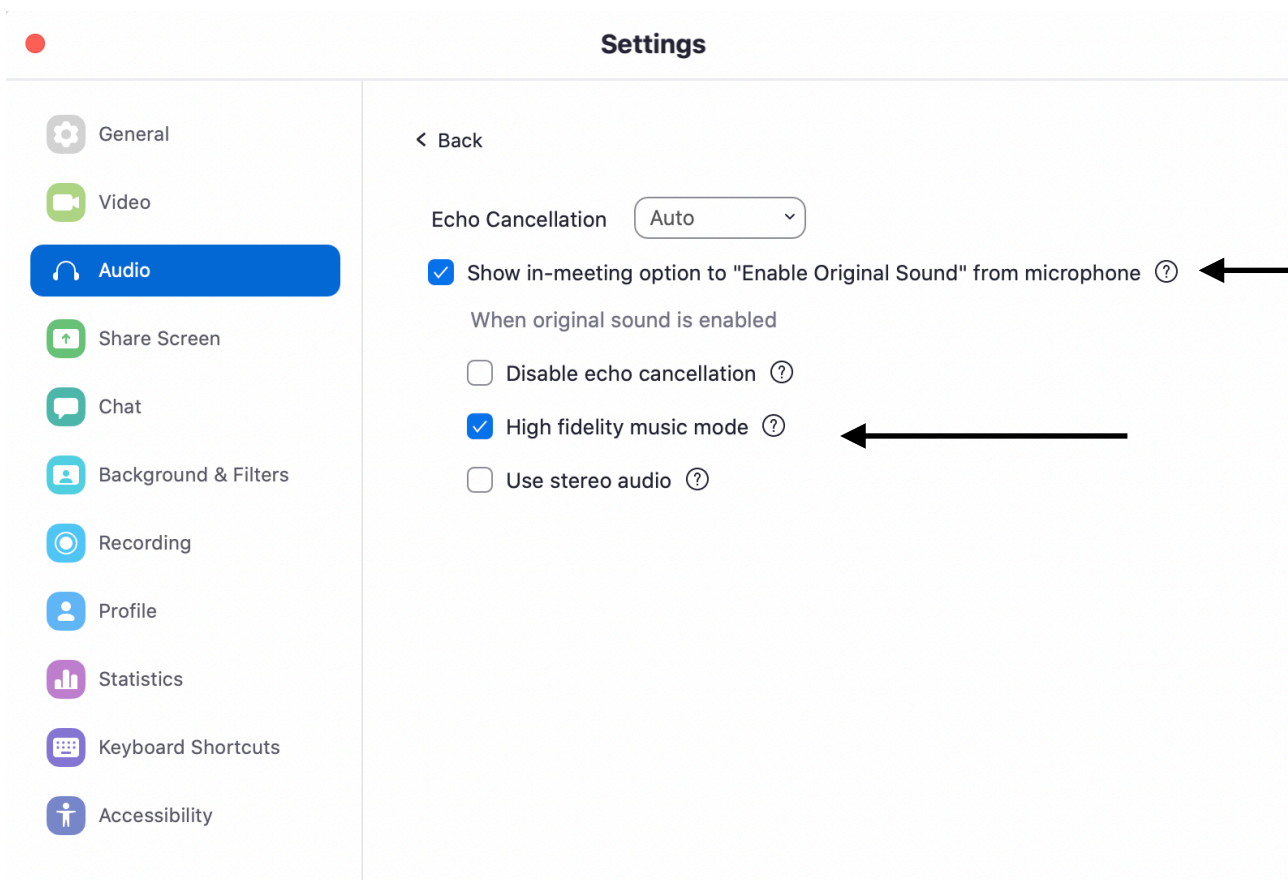 Settings
General
Video
Audio
Share Screen
Chat
Background & Filters
Recording
Profile
Statistics
Keyboard Shortcuts
Accessibility
Back
Echo Cancellation Auto
Show in-meeting option to "Enable Original Sound" from microphone ?
When original sound is enabled
Disable echo cancellation ?
High fidelity music mode ?
Use stereo audio ?